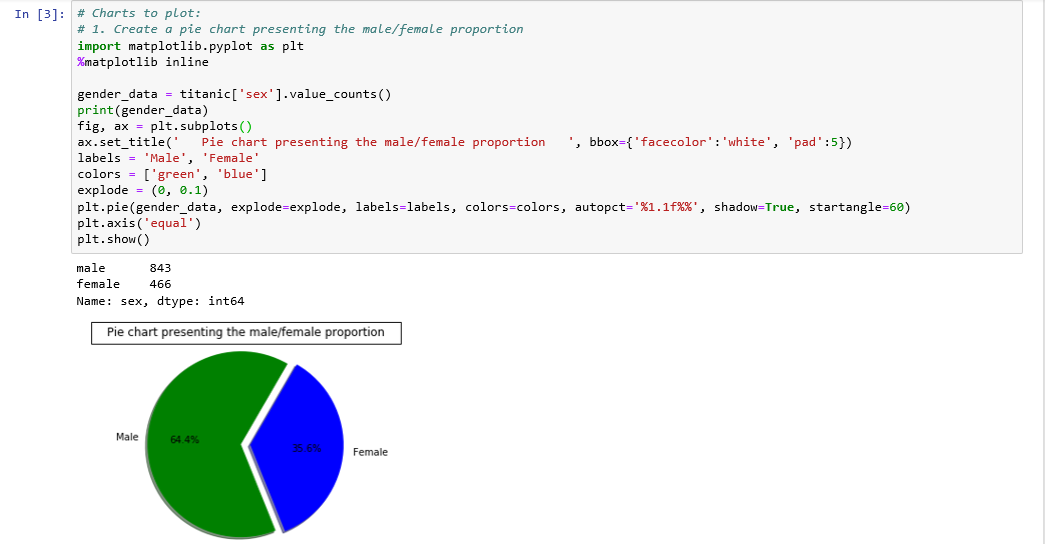 In [3]:
# Charts to plot:
# 1. Create a pie chart presenting the male/female proportion
import matplotlib.pyplot as plt
%matplotlib inline
gender_data = titanic['sex'].value_counts()
print(gender_data)
fig, ax = plt.subplots()
ax.set_title('   Pie chart presenting the male/female proportion   ', bbox={'facecolor':'white', 'pad':5})
labels = 'Male', 'Female'
colors = ['green', 'blue']
explode = (0, 0.1)
plt.pie(gender_data, explode=explode, labels=labels, colors=colors, autopct='%1.1f%%', shadow=True, startangle=60)
plt.axis('equal')
plt.show()
male      843
female    466
Name: sex, dtype: int64
Pie chart presenting the male/female proportion
Male
64.4%
35.6%
Female